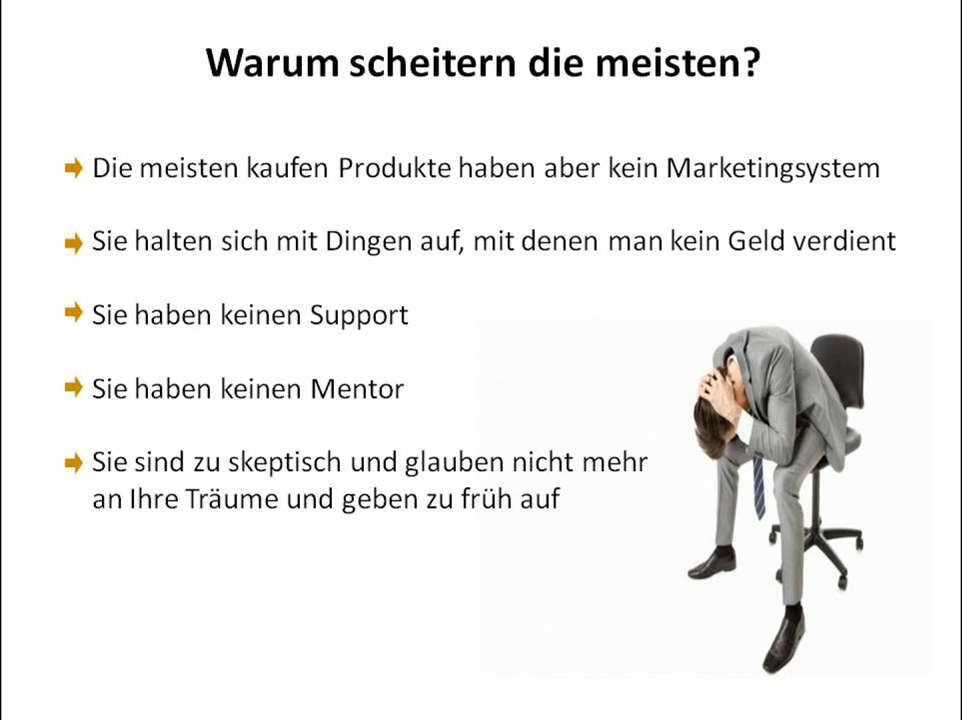 Warum scheitern die meisten?
Die meisten kaufen Produkte haben aber kein Marketingsystem
Sie halten sich mit Dingen auf, mit denen man kein Geld verdient
Sie haben keinen Support
Sie haben keinen Mentor
Sie sind zu skeptisch und glauben nicht mehr
an Ihre Träume und geben zu früh auf